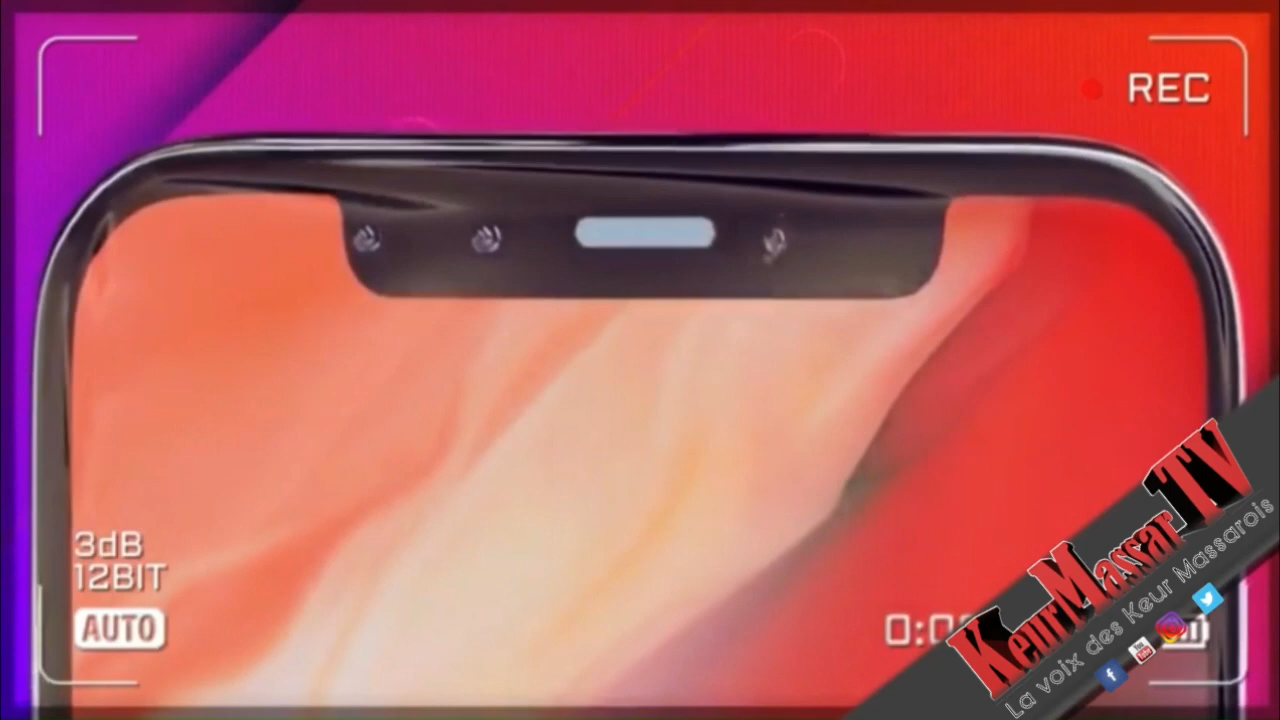 REC
3dB
12BIT
AUTO
KeurMassar TV
La voix des Keur Massarois